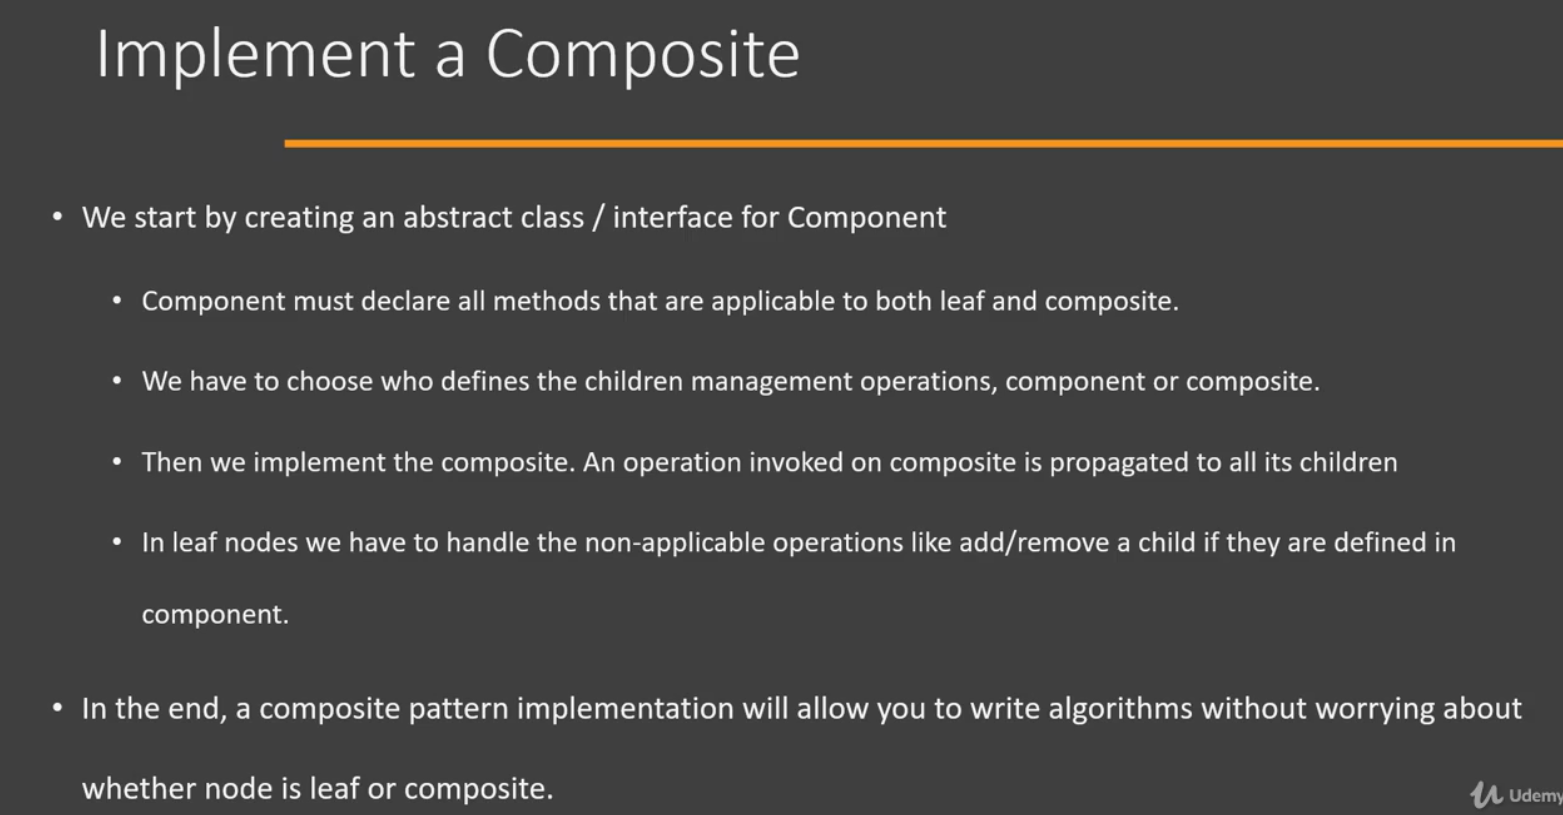 Implement a Composite
• We start by creating an abstract class / interface for Component
• Component must declare all methods that are applicable to both leaf and composite.
• We have to choose who defines the children management operations, component or composite.
• Then we implement the composite. An operation invoked on composite is propagated to all its children
• In leaf nodes we have to handle the non-applicable operations like add/remove a child if they are defined in
component.
• In the end, a composite pattern implementation will allow you to write algorithms without worrying about
whether node is leaf or composite.
Udemy